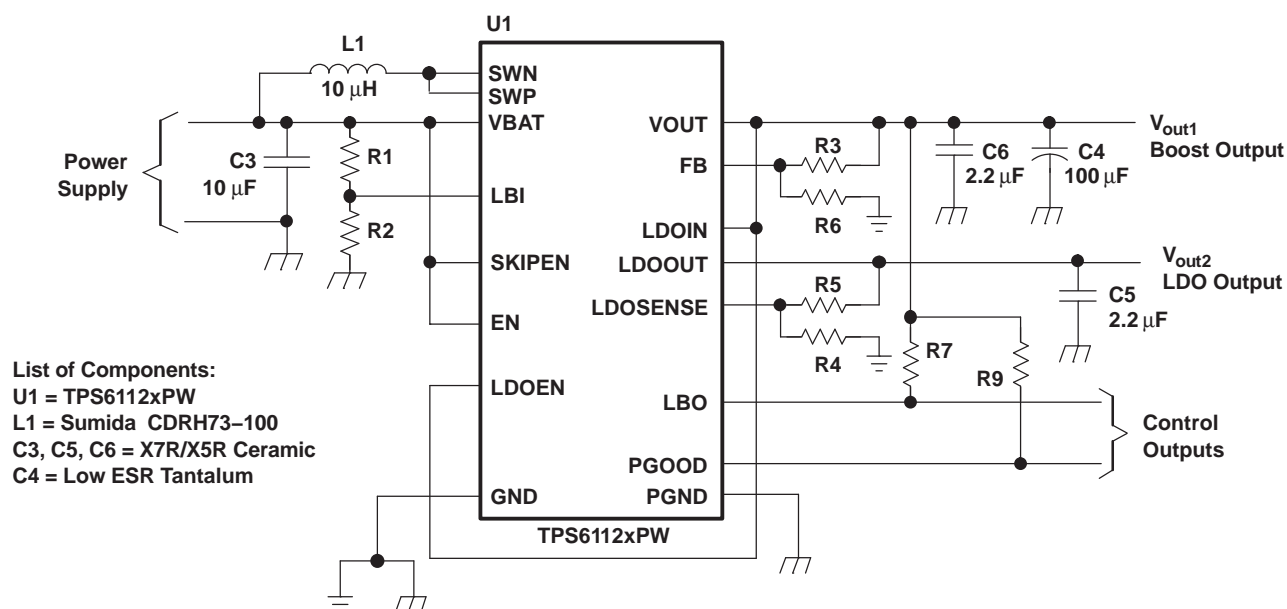 U1
L1
10 μH
SWN
SWP
VBAT
LBI
SKIPEN
EN
LDOEN
GND
VOUT
FB
LDOIN
LDOOUT
LDOSENSE
LBO
PGOOD
PGND
TPS6112xPW
Power
Supply
C3
10 μF
R1
R2
R3
R6
R5
R4
R7
R9
C6
2.2 μF
C4
100 μF
Vout1
Boost Output
Vout2
LDO Output
C5
2.2 μF
Control
Outputs
List of Components:
U1 = TPS6112xPW
L1 = Sumida CDRH73–100
C3, C5, C6 = X7R/X5R Ceramic
C4 = Low ESR Tantalum